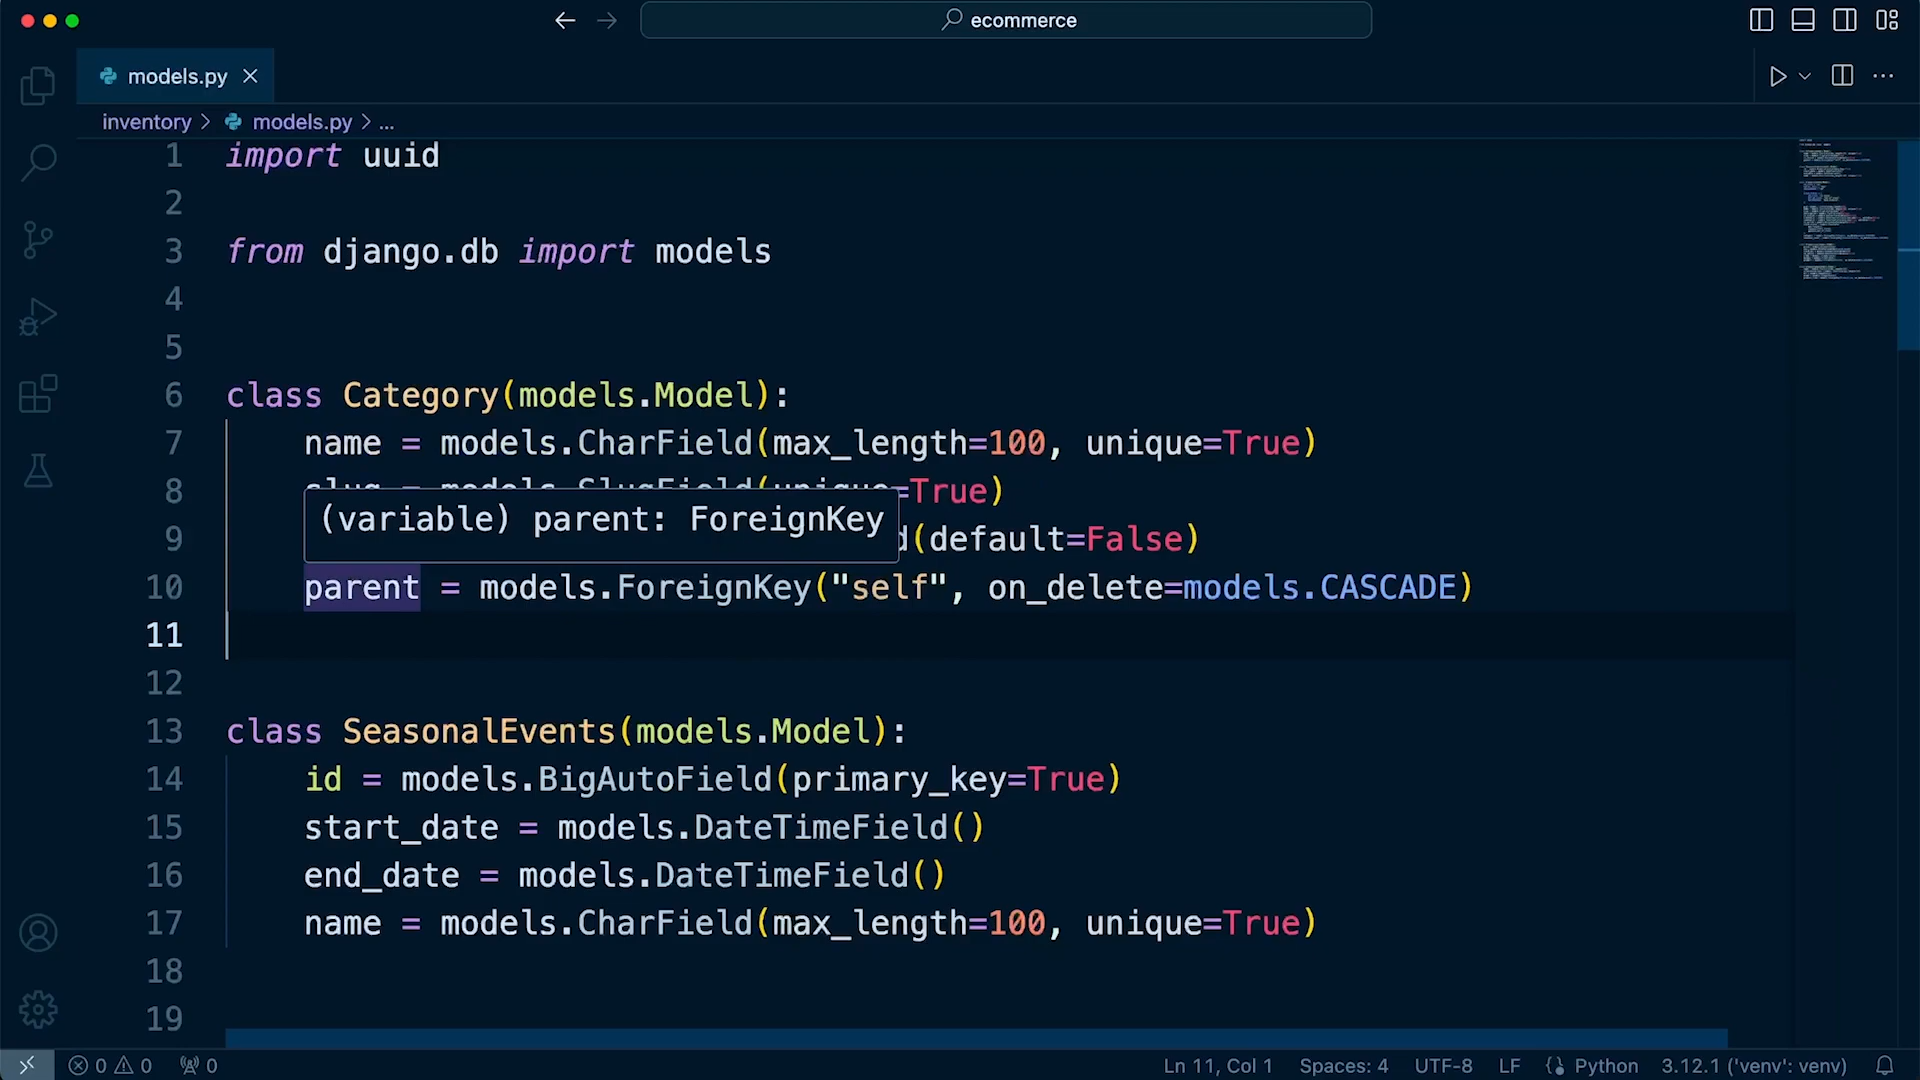 ecommerce
models.py
inventory > models.py > ...
1 import uuid
2
3 from django.db import models
4
5
6 class Category(models.Model):
7 name = models.CharField(max_length=100, unique=True)
8 slug = models.SlugField(unique=True)
(variable) parent: ForeignKey
9 d(default=False)
10 parent = models.ForeignKey("self", on_delete=models.CASCADE)
11
12
13 class SeasonalEvents(models.Model):
14 id = models.BigAutoField(primary_key=True)
15 start_date = models.DateTimeField()
16 end_date = models.DateTimeField()
17 name = models.CharField(max_length=100, unique=True)
18
19
0 0 0 Ln 11, Col 1 Spaces: 4 UTF-8 LF Python 3.12.1 ('venv': venv)